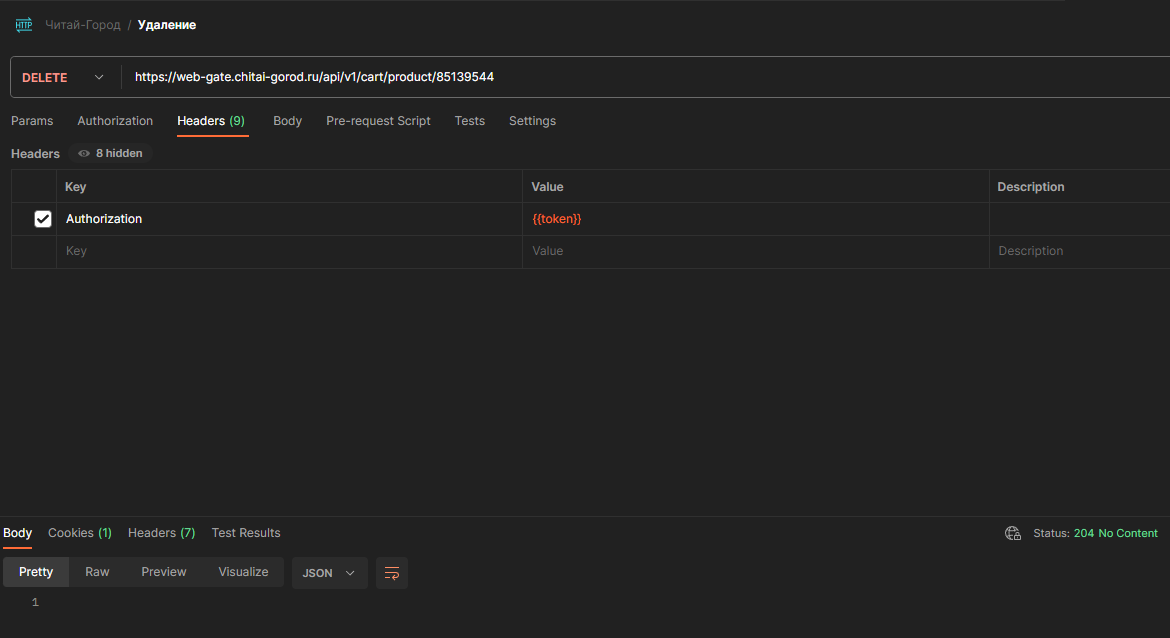 HTTP Читай-Город / Удаление
DELETE https://web-gate.chitai-gorod.ru/api/v1/cart/product/85139544
Params Authorization Headers (9) Body Pre-request Script Tests Settings
Headers 8 hidden
Key Value Description
Authorization {{token}}
Key Value Description
Body Cookies (1) Headers (7) Test Results Status: 204 No Content
Pretty Raw Preview Visualize JSON
1